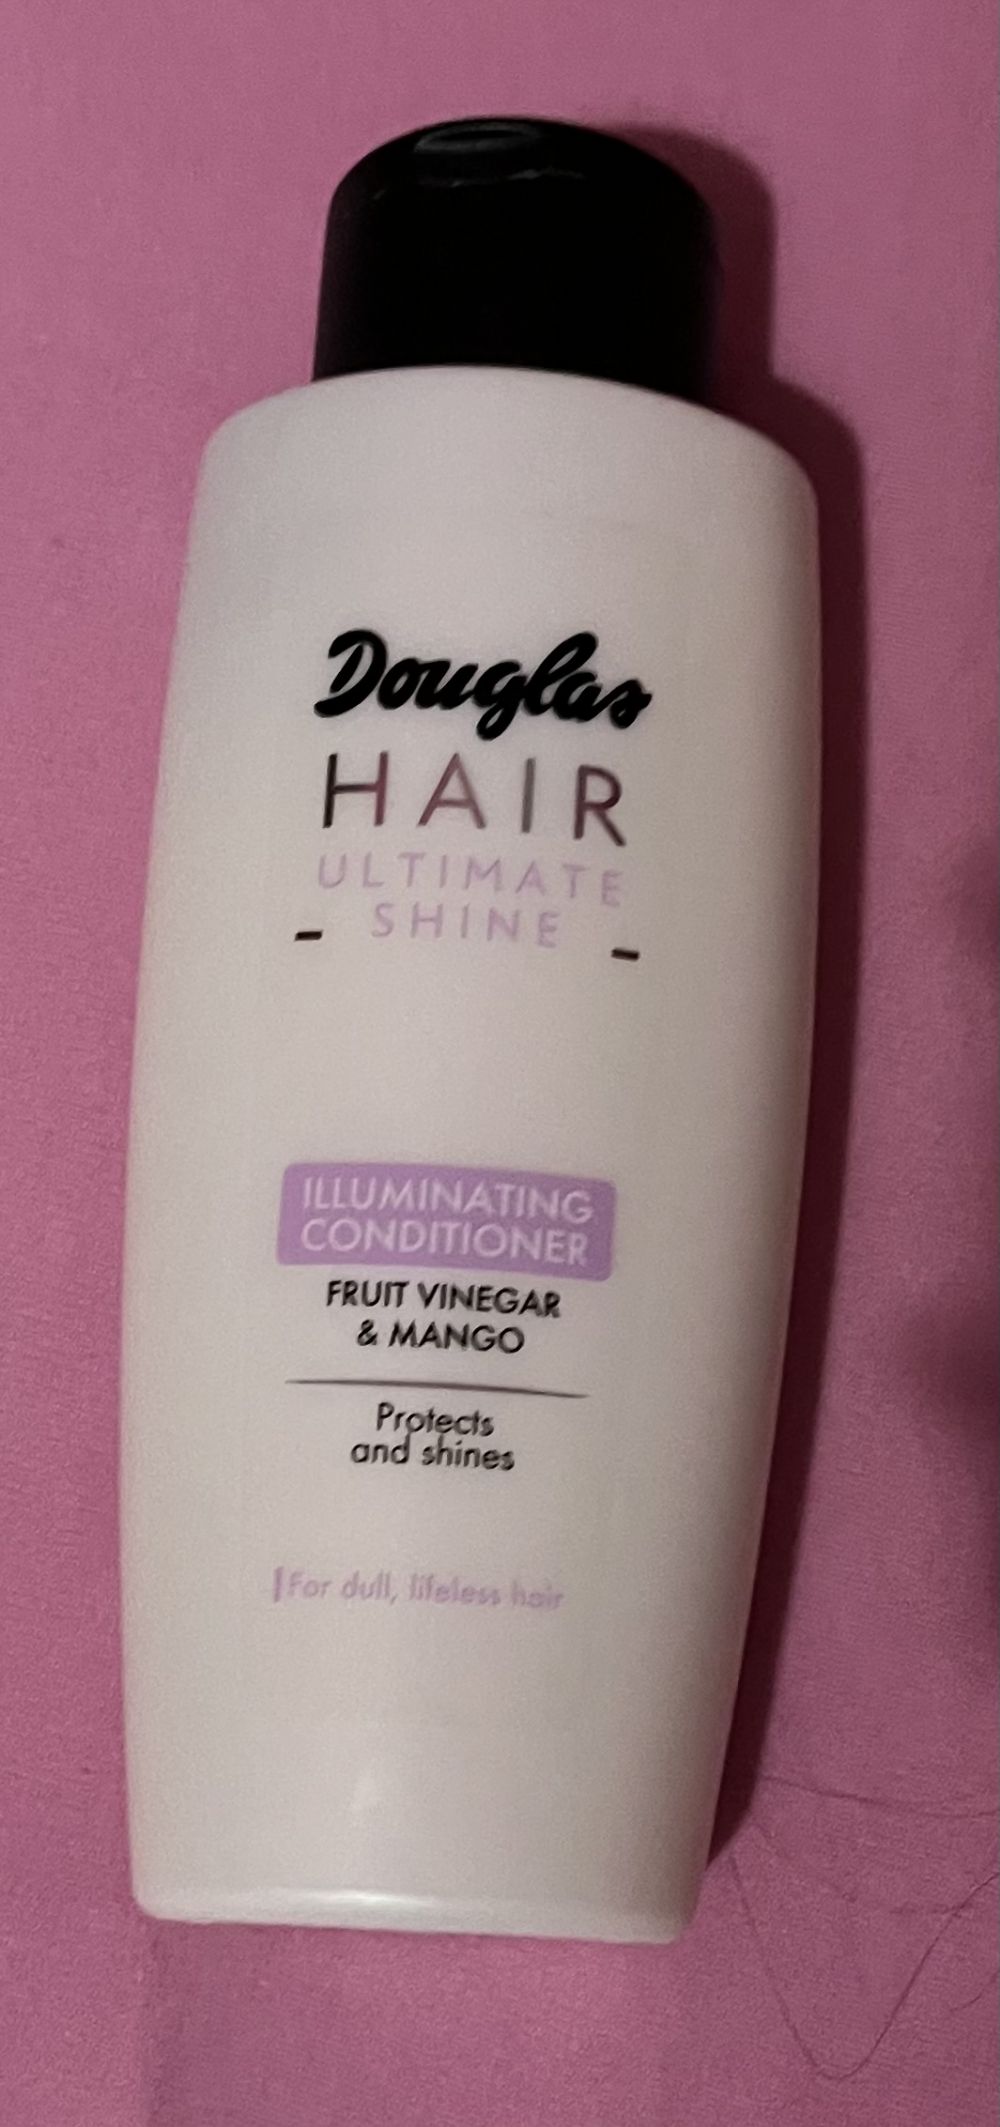 Douglas
HAIR
ULTIMATE
- SHINE -
ILLUMINATING
CONDITIONER
FRUIT VINEGAR
& MANGO
Protects
and shines
For dull, lifeless hair